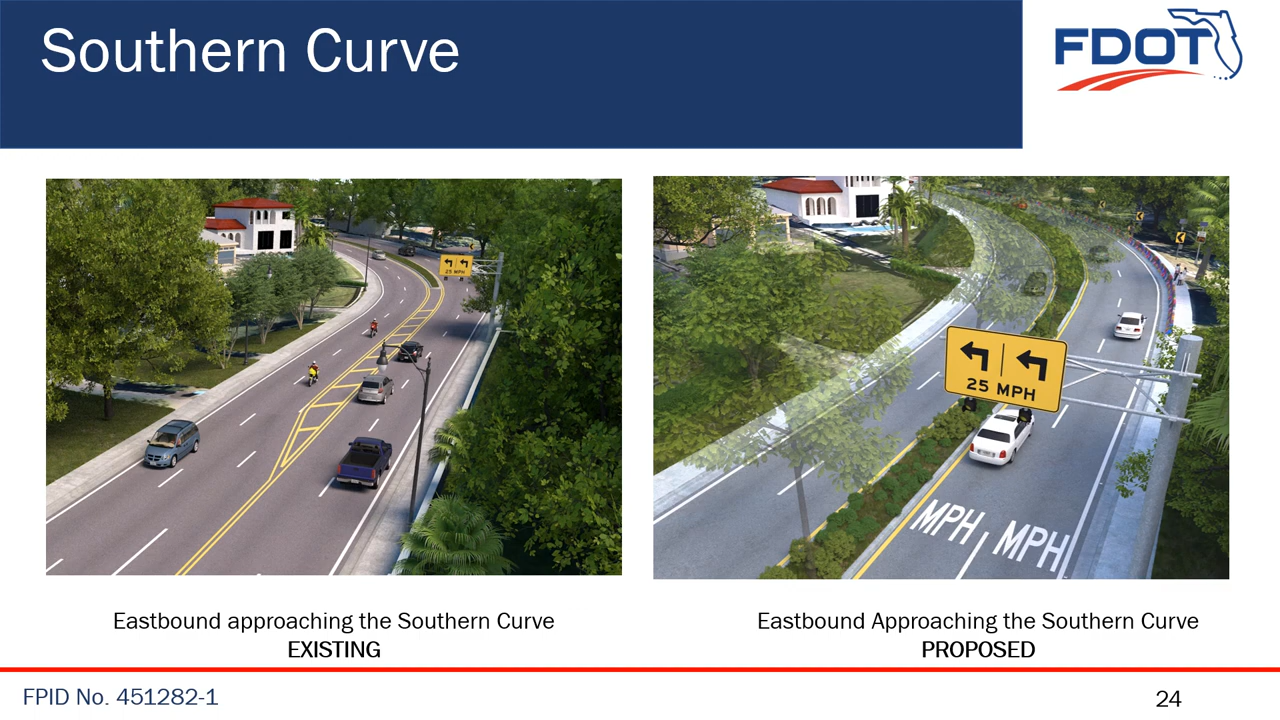 Southern Curve
FDOT
25 MPH
25 MPH
MPH MPH
Eastbound approaching the Southern Curve
EXISTING
Eastbound Approaching the Southern Curve
PROPOSED
FPID No. 451282-1
24